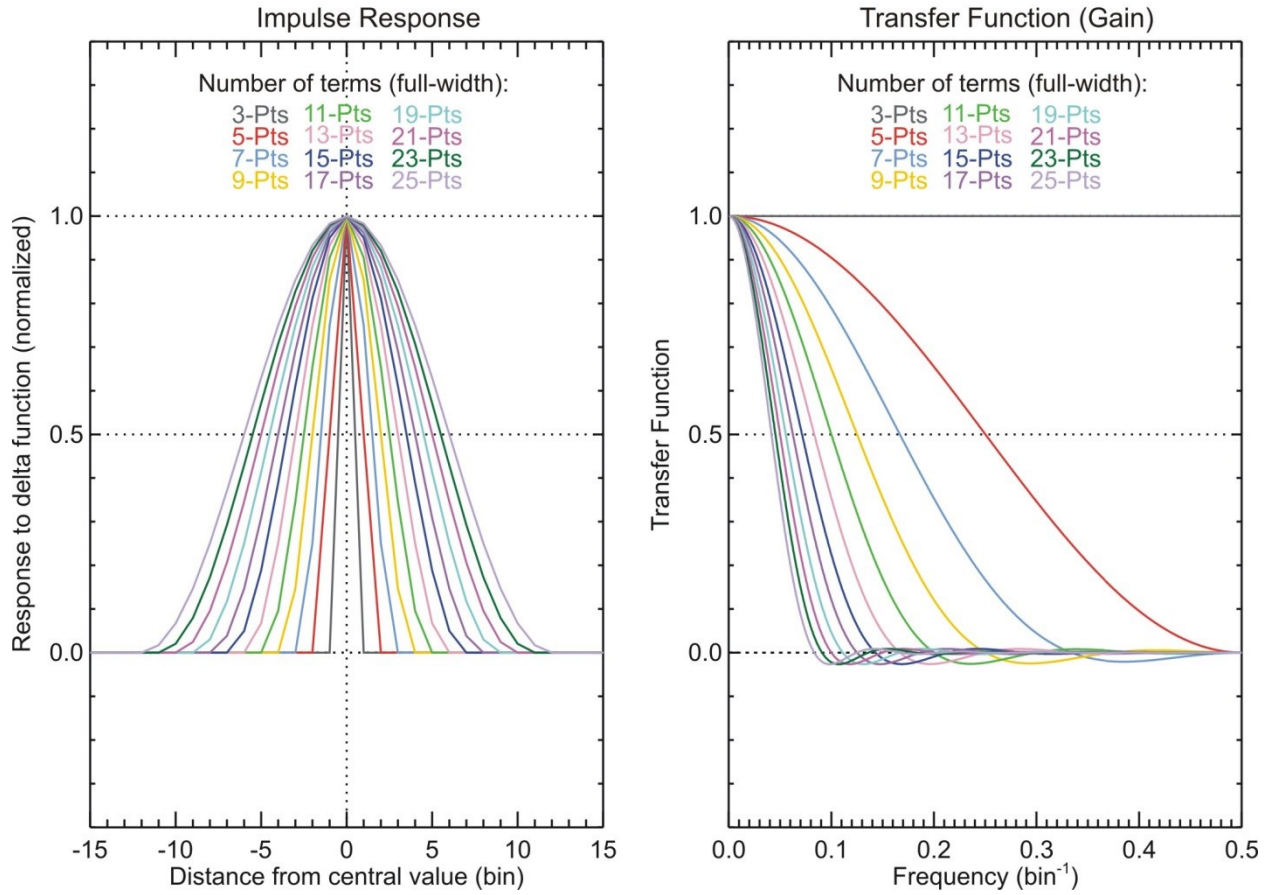 Impulse Response
Number of terms (full-width):
3-Pts 11-Pts 19-Pts
5-Pts 13-Pts 21-Pts
7-Pts 15-Pts 23-Pts
9-Pts 17-Pts 25-Pts
1.0
0.5
0.0
Response to delta function (normalized)
-15 -10 -5 0 5 10 15
Distance from central value (bin)
Transfer Function (Gain)
Number of terms (full-width):
3-Pts 11-Pts 19-Pts
5-Pts 13-Pts 21-Pts
7-Pts 15-Pts 23-Pts
9-Pts 17-Pts 25-Pts
1.0
0.5
0.0
Transfer Function
0.0 0.1 0.2 0.3 0.4 0.5
Frequency (bin⁻¹)